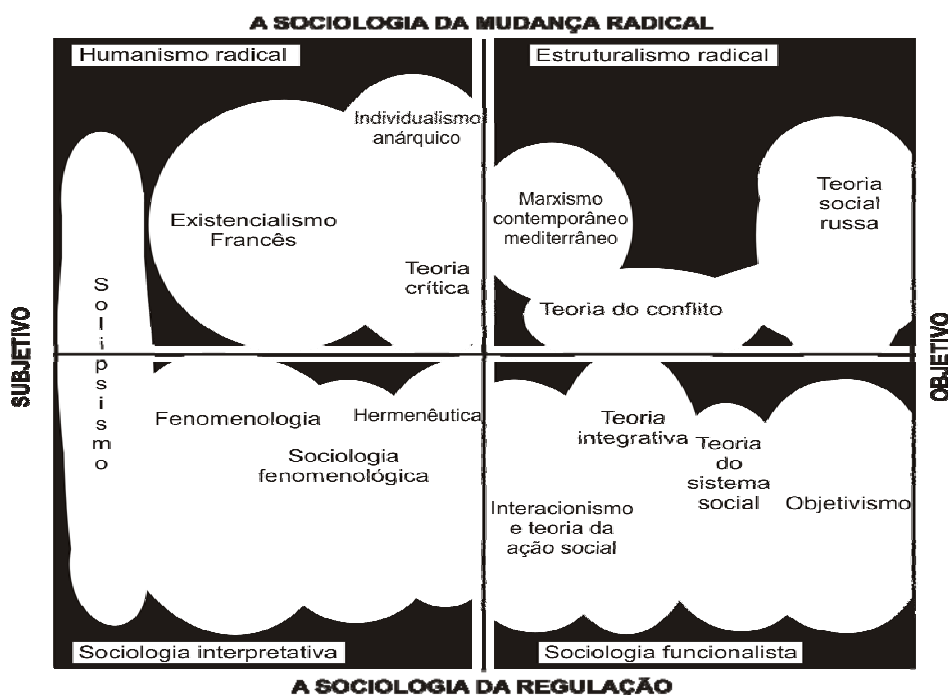 A SOCIOLOGIA DA MUDANÇA RADICAL
Humanismo radical
Estruturalismo radical
Individualismo
anárquico
Existencialismo
Francês
Teoria
crítica
Marxismo
contemporâneo
mediterrâneo
Teoria
social
russa
Teoria do conflito
SUBJETIVO
Solipsismo
OBJETIVO
Fenomenologia
Hermenêutica
Sociologia
fenomenológica
Teoria
integrativa
Teoria
do
sistema
social
Interacionismo
e teoria da
ação social
Objetivismo
Sociologia interpretativa
Sociologia funcionalista
A SOCIOLOGIA DA REGULAÇÃO